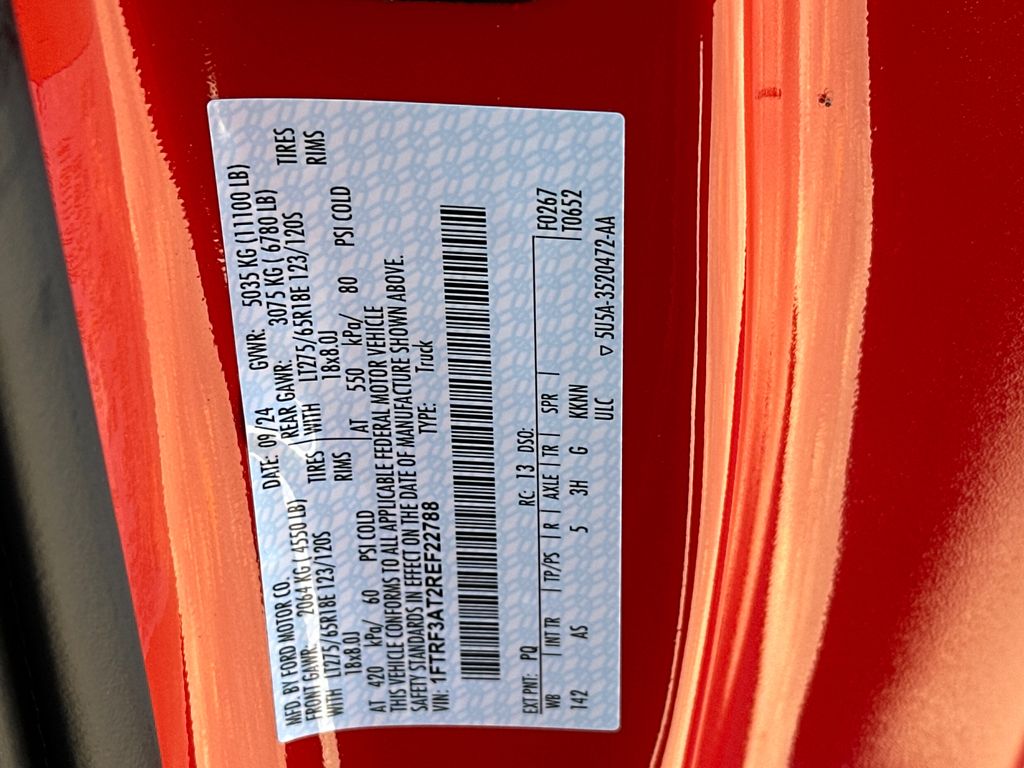 MFD. BY FORD MOTOR CO.
DATE: 09/24 GVWR: 5035 KG (11100 LB)
FRONT GAWR: 2064 KG (4550 LB) REAR GAWR: 3075 KG (6780 LB)
WITH LT275/65R18E 123/120S TIRES WITH LT275/65R18E 123/120S TIRES
18x8.0J RIMS 18x8.0J RIMS
AT 420 kPa/ 60 PSI COLD AT 550 kPa/ 80 PSI COLD
THIS VEHICLE CONFORMS TO ALL APPLICABLE FEDERAL MOTOR VEHICLE
SAFETY STANDARDS IN EFFECT ON THE DATE OF MANUFACTURE SHOWN ABOVE.
VIN: 1FTRF3AT2REF22788 TYPE: Truck
EXT PNT: PQ RC: 13 DSO: F0267
WB INT TR TP/PS R AXLE TR SPR T0652
142 AS 5 3H G KKNN
ULC ▽ 5U5A-3520472-AA